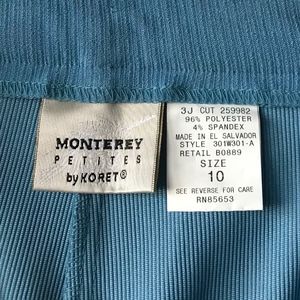 MONTEREY
PETITES
by KORET®
3J CUT 259982
96% POLYESTER
4% SPANDEX
MADE IN EL SALVADOR
STYLE 301W301-A
RETAIL B0889
SIZE
10
SEE REVERSE FOR CARE
RN85653